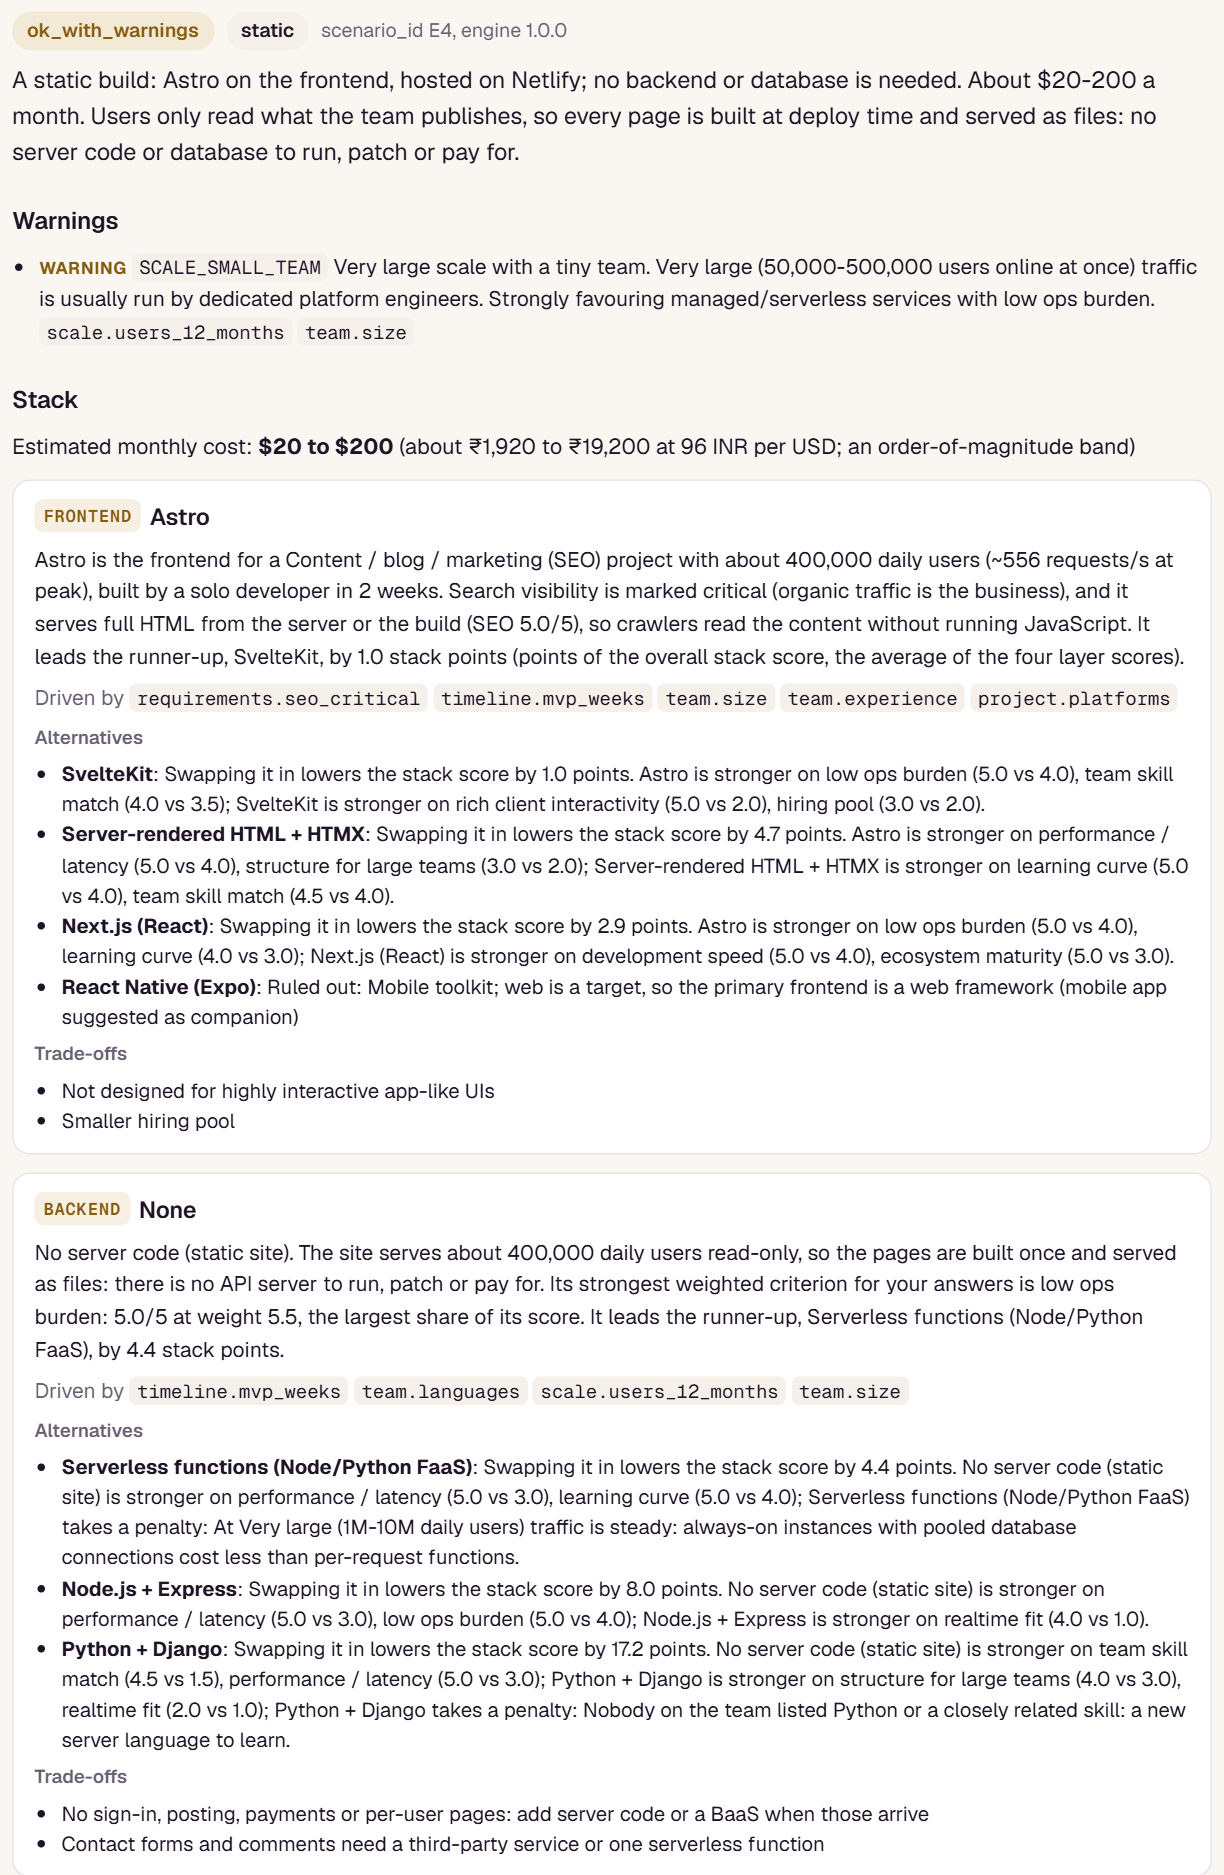 ok_with_warnings static scenario_id E4, engine 1.0.0
A static build: Astro on the frontend, hosted on Netlify; no backend or database is needed. About $20-200 a
month. Users only read what the team publishes, so every page is built at deploy time and served as files: no
server code or database to run, patch or pay for.
Warnings
• WARNING SCALE_SMALL_TEAM Very large scale with a tiny team. Very large (50,000-500,000 users online at once) traffic
is usually run by dedicated platform engineers. Strongly favouring managed/serverless services with low ops burden.
scale.users_12_months team.size
Stack
Estimated monthly cost: $20 to $200 (about ₹1,920 to ₹19,200 at 96 INR per USD; an order-of-magnitude band)
FRONTEND Astro
Astro is the frontend for a Content / blog / marketing (SEO) project with about 400,000 daily users (~556 requests/s at
peak), built by a solo developer in 2 weeks. Search visibility is marked critical (organic traffic is the business), and it
serves full HTML from the server or the build (SEO 5.0/5), so crawlers read the content without running JavaScript. It
leads the runner-up, SvelteKit, by 1.0 stack points (points of the overall stack score, the average of the four layer scores).
Driven by requirements.seo_critical timeline.mvp_weeks team.size team.experience project.platforms
Alternatives
• SvelteKit: Swapping it in lowers the stack score by 1.0 points. Astro is stronger on low ops burden (5.0 vs 4.0), team skill
match (4.0 vs 3.5); SvelteKit is stronger on rich client interactivity (5.0 vs 2.0), hiring pool (3.0 vs 2.0).
• Server-rendered HTML + HTMX: Swapping it in lowers the stack score by 4.7 points. Astro is stronger on performance /
latency (5.0 vs 4.0), structure for large teams (3.0 vs 2.0); Server-rendered HTML + HTMX is stronger on learning curve (5.0
vs 4.0), team skill match (4.5 vs 4.0).
• Next.js (React): Swapping it in lowers the stack score by 2.9 points. Astro is stronger on low ops burden (5.0 vs 4.0),
learning curve (4.0 vs 3.0); Next.js (React) is stronger on development speed (5.0 vs 4.0), ecosystem maturity (5.0 vs 3.0).
• React Native (Expo): Ruled out: Mobile toolkit; web is a target, so the primary frontend is a web framework (mobile app
suggested as companion)
Trade-offs
• Not designed for highly interactive app-like UIs
• Smaller hiring pool
BACKEND None
No server code (static site). The site serves about 400,000 daily users read-only, so the pages are built once and served
as files: there is no API server to run, patch or pay for. Its strongest weighted criterion for your answers is low ops
burden: 5.0/5 at weight 5.5, the largest share of its score. It leads the runner-up, Serverless functions (Node/Python
FaaS), by 4.4 stack points.
Driven by timeline.mvp_weeks team.languages scale.users_12_months team.size
Alternatives
• Serverless functions (Node/Python FaaS): Swapping it in lowers the stack score by 4.4 points. No server code (static
site) is stronger on performance / latency (5.0 vs 3.0), learning curve (5.0 vs 4.0); Serverless functions (Node/Python FaaS)
takes a penalty: At Very large (1M-10M daily users) traffic is steady: always-on instances with pooled database
connections cost less than per-request functions.
• Node.js + Express: Swapping it in lowers the stack score by 8.0 points. No server code (static site) is stronger on
performance / latency (5.0 vs 3.0), low ops burden (5.0 vs 4.0); Node.js + Express is stronger on realtime fit (4.0 vs 1.0).
• Python + Django: Swapping it in lowers the stack score by 17.2 points. No server code (static site) is stronger on team skill
match (4.5 vs 1.5), performance / latency (5.0 vs 3.0); Python + Django is stronger on structure for large teams (4.0 vs 3.0),
realtime fit (2.0 vs 1.0); Python + Django takes a penalty: Nobody on the team listed Python or a closely related skill: a new
server language to learn.
Trade-offs
• No sign-in, posting, payments or per-user pages: add server code or a BaaS when those arrive
• Contact forms and comments need a third-party service or one serverless function